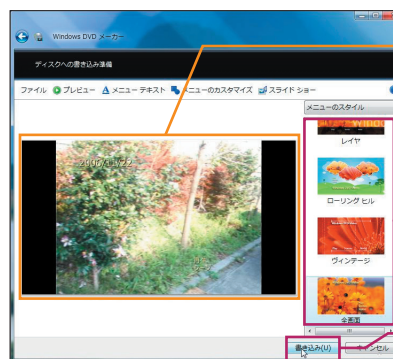 Windows DVD メーカー
ディスクへの書き込み準備
ファイル プレビュー A メニュー テキスト メニューのカスタマイズ スライド ショー
メニューのスタイル
レイヤ
ローリング ヒル
ヴィンテージ
全画面
書き込み(U) キャンセル